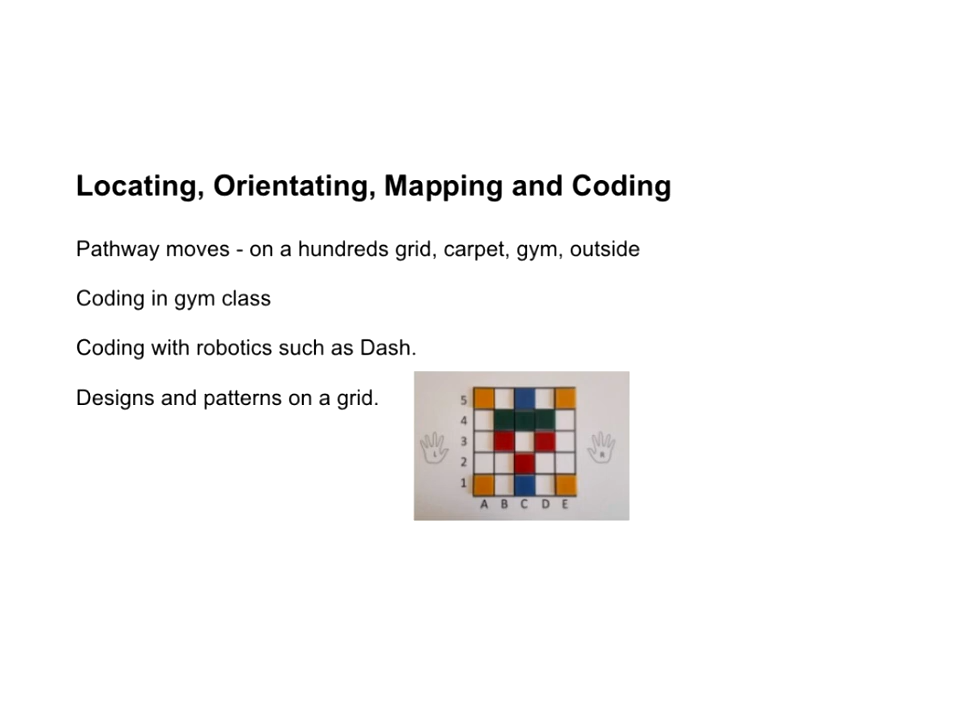 Locating, Orientating, Mapping and Coding
Pathway moves - on a hundreds grid, carpet, gym, outside
Coding in gym class
Coding with robotics such as Dash.
Designs and patterns on a grid.
5
4
3
L
R
2
1
A B C D E